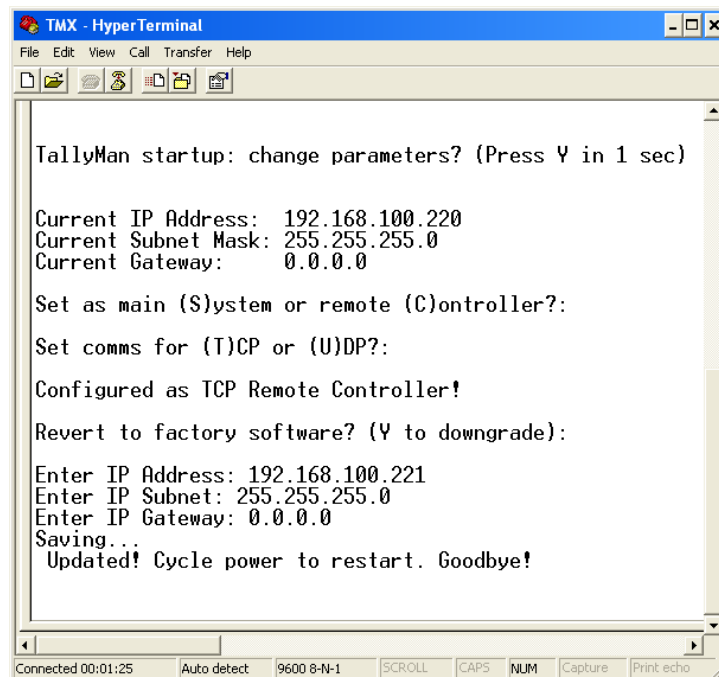 TMX - HyperTerminal
File Edit View Call Transfer Help
TallyMan startup: change parameters? (Press Y in 1 sec)
Current IP Address: 192.168.100.220
Current Subnet Mask: 255.255.255.0
Current Gateway: 0.0.0.0
Set as main (S)ystem or remote (C)ontroller?:
Set comms for (T)CP or (U)DP?:
Configured as TCP Remote Controller!
Revert to factory software? (Y to downgrade):
Enter IP Address: 192.168.100.221
Enter IP Subnet: 255.255.255.0
Enter IP Gateway: 0.0.0.0
Saving...
Updated! Cycle power to restart. Goodbye!
Connected 00:01:25 Auto detect 9600 8-N-1 SCROLL CAPS NUM Capture Print echo